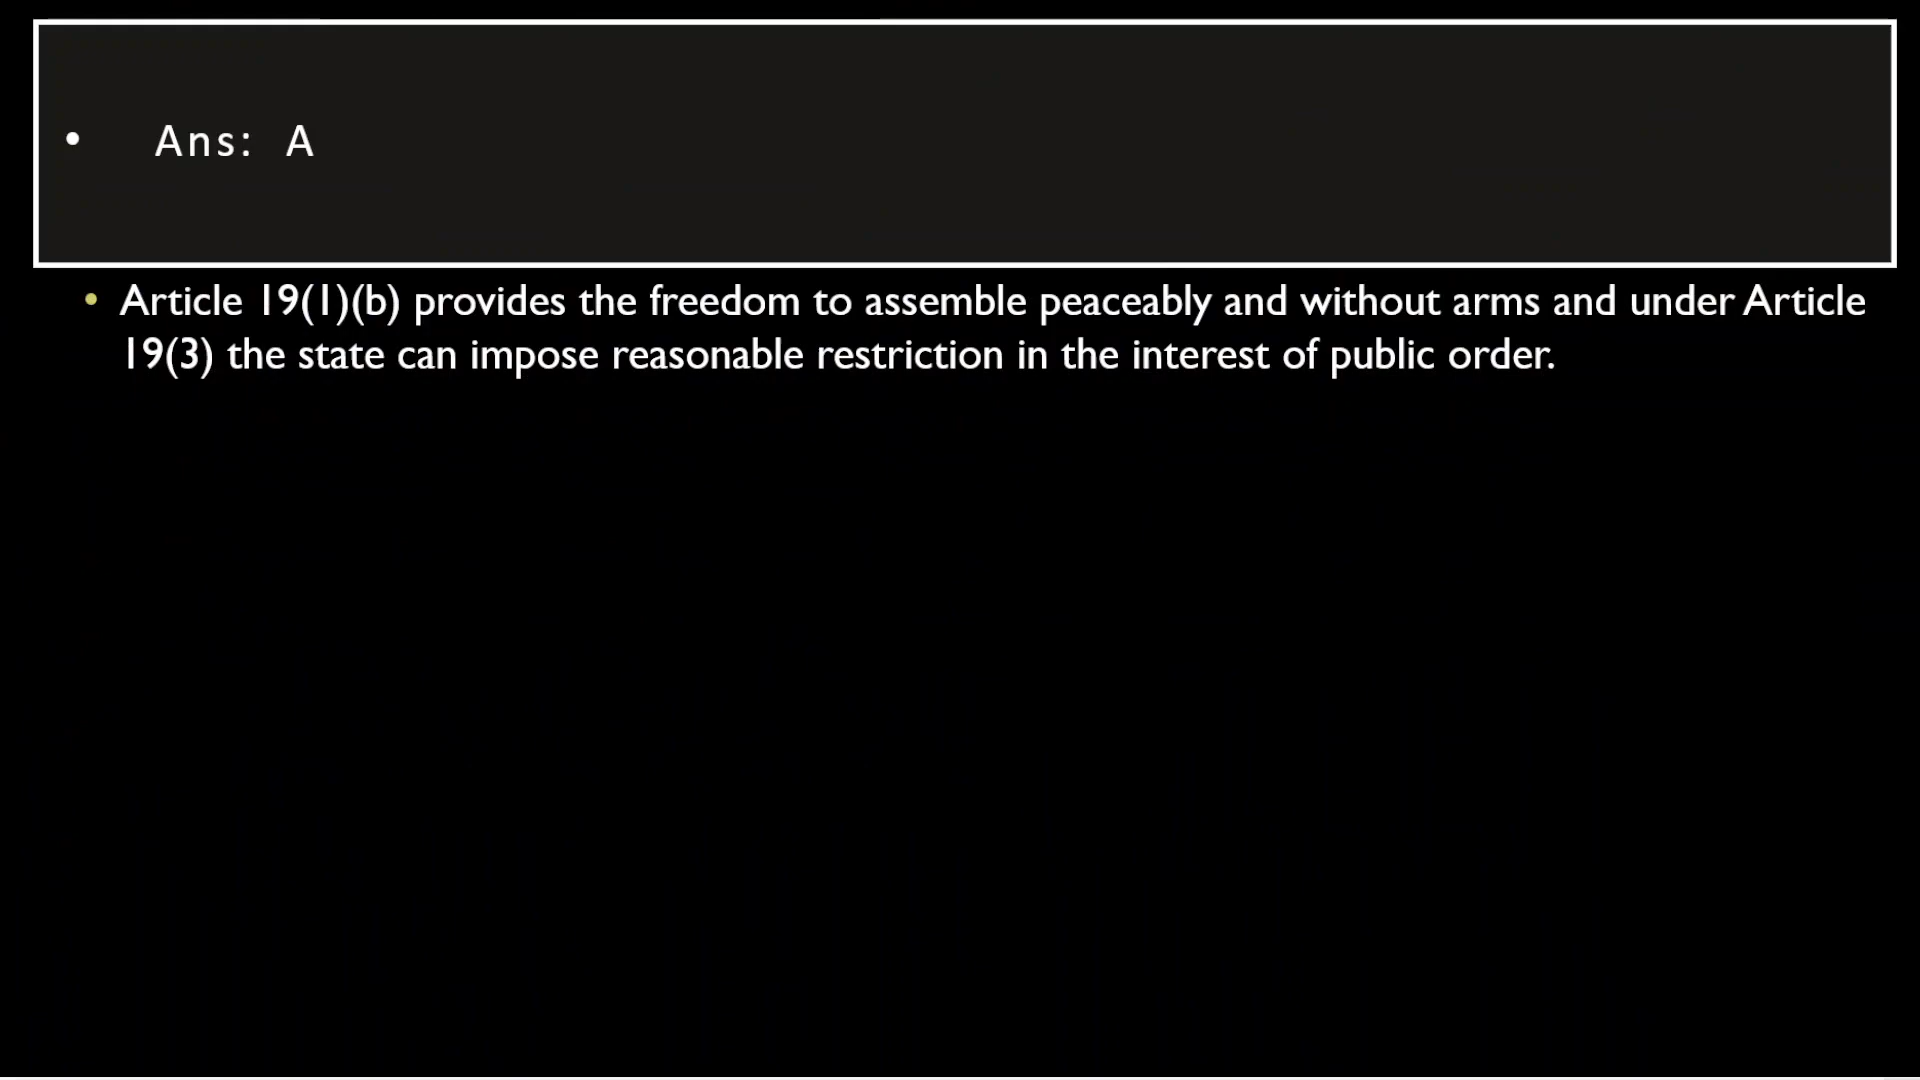 • Ans: A
• Article 19(1)(b) provides the freedom to assemble peaceably and without arms and under Article
19(3) the state can impose reasonable restriction in the interest of public order.